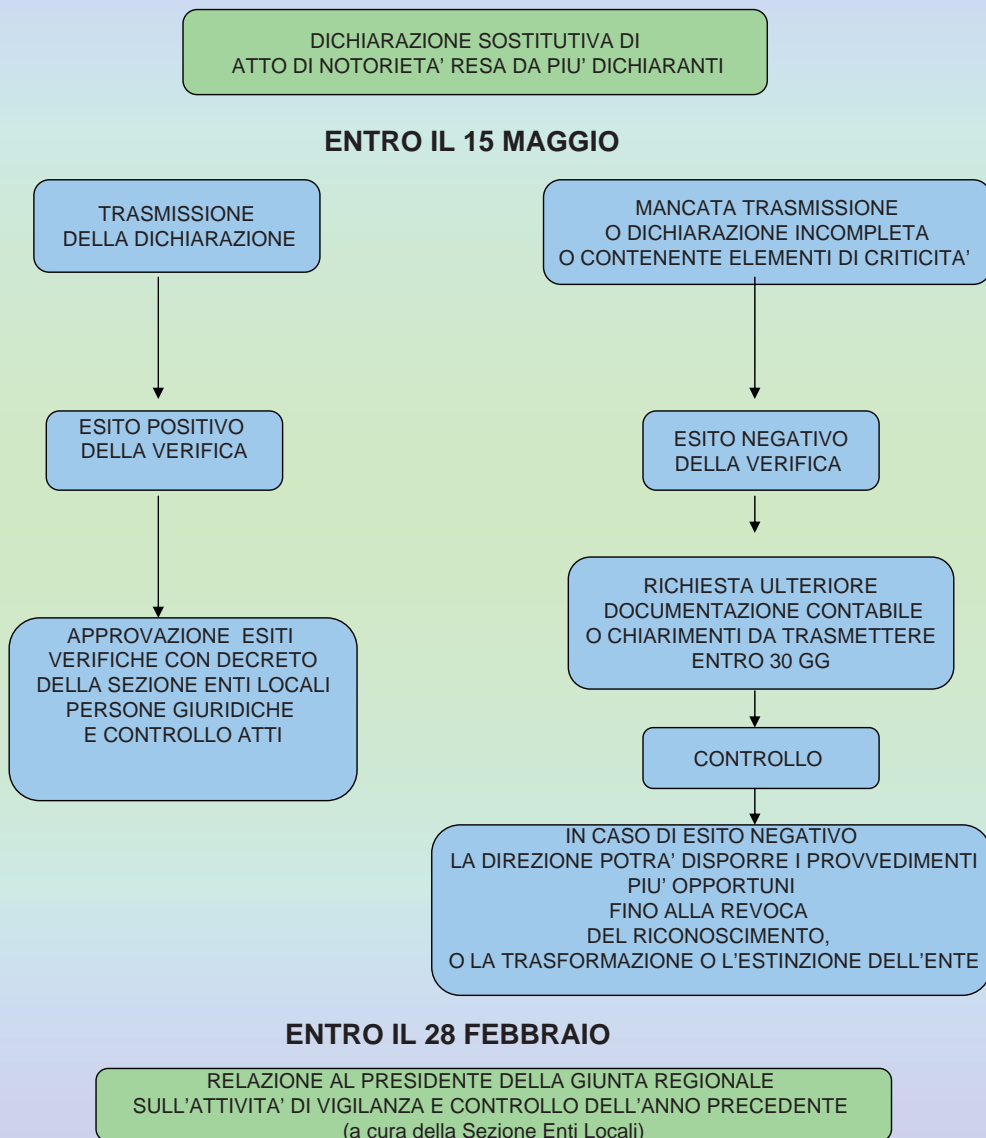 DICHIARAZIONE SOSTITUTIVA DI
ATTO DI NOTORIETA' RESA DA PIU' DICHIARANTI
ENTRO IL 15 MAGGIO
TRASMISSIONE
DELLA DICHIARAZIONE
ESITO POSITIVO
DELLA VERIFICA
APPROVAZIONE ESITI
VERIFICHE CON DECRETO
DELLA SEZIONE ENTI LOCALI
PERSONE GIURIDICHE
E CONTROLLO ATTI
MANCATA TRASMISSIONE
O DICHIARAZIONE INCOMPLETA
O CONTENENTE ELEMENTI DI CRITICITA'
ESITO NEGATIVO
DELLA VERIFICA
RICHIESTA ULTERIORE
DOCUMENTAZIONE CONTABILE
O CHIARIMENTI DA TRASMETTERE
ENTRO 30 GG
CONTROLLO
IN CASO DI ESITO NEGATIVO
LA DIREZIONE POTRA' DISPORRE I PROVVEDIMENTI
PIU' OPPORTUNI
FINO ALLA REVOCA
DEL RICONOSCIMENTO,
O LA TRASFORMAZIONE O L'ESTINZIONE DELL'ENTE
ENTRO IL 28 FEBBRAIO
RELAZIONE AL PRESIDENTE DELLA GIUNTA REGIONALE
SULL'ATTIVITA' DI VIGILANZA E CONTROLLO DELL'ANNO PRECEDENTE
(a cura della Sezione Enti Locali)